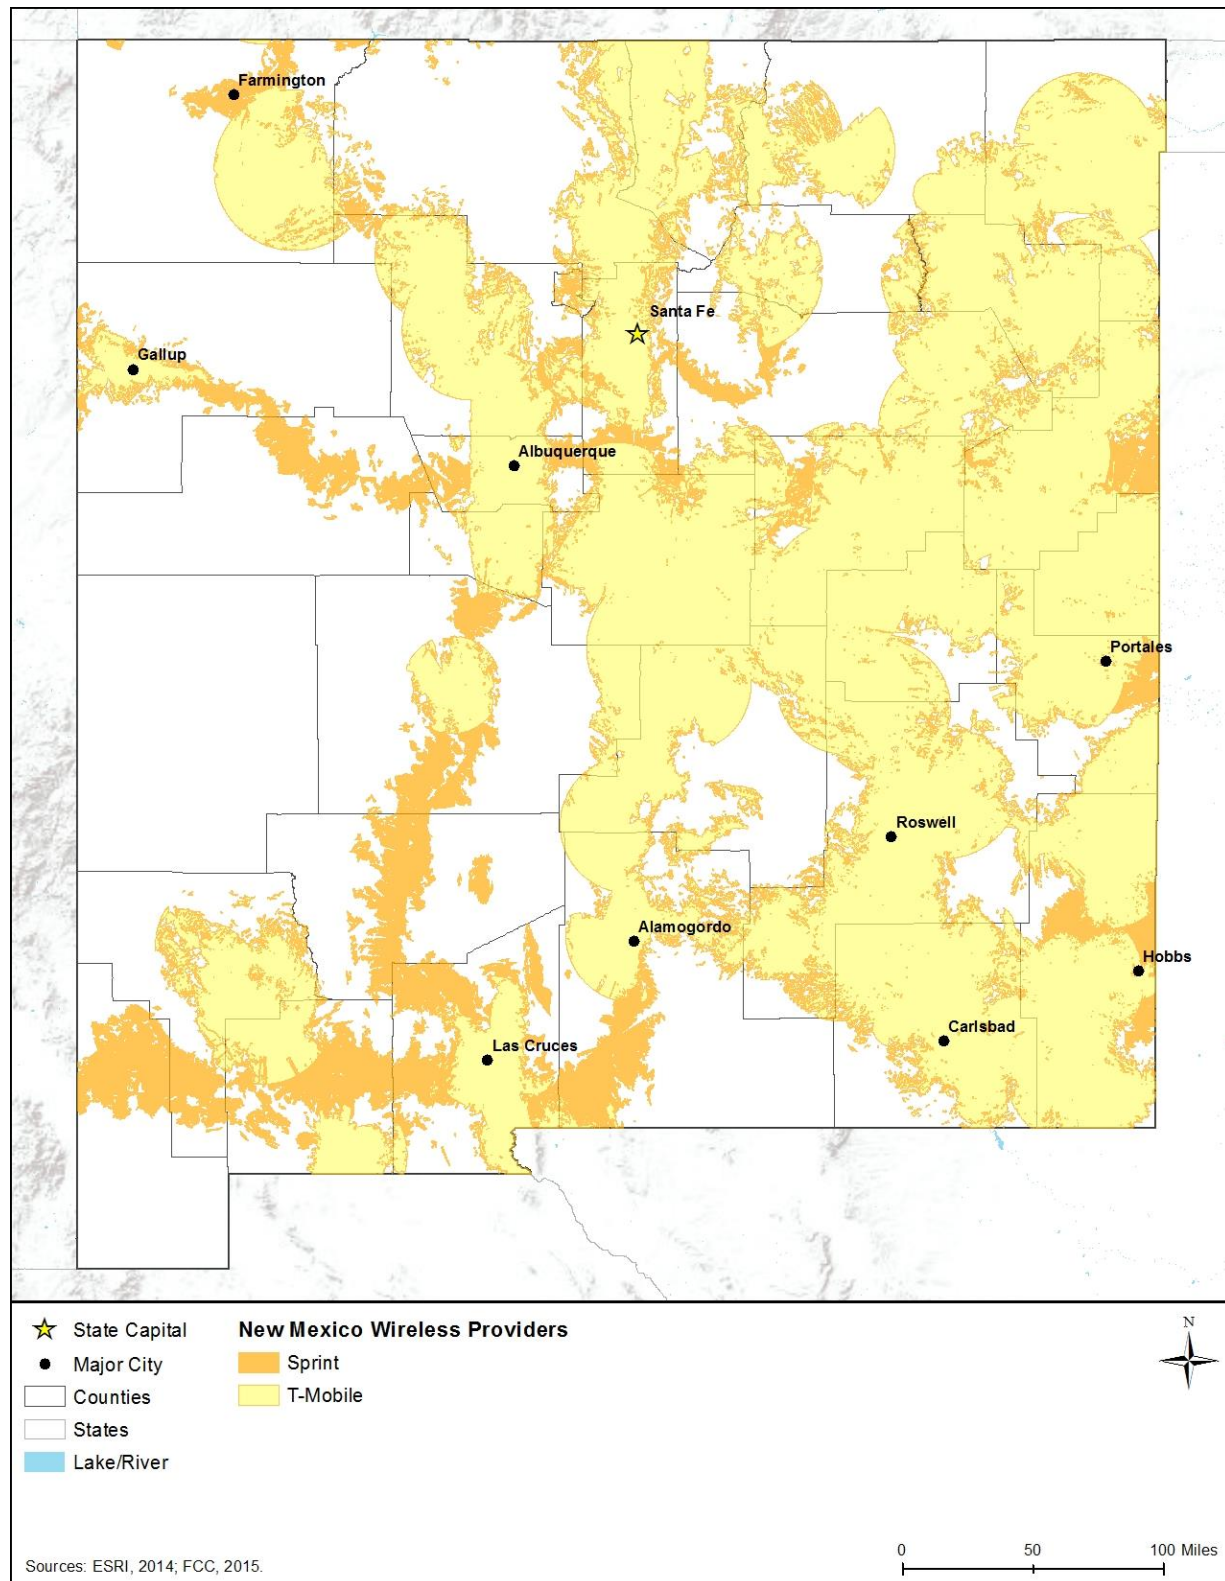 Farmington
Santa Fe
Gallup
Albuquerque
Portales
Roswell
Alamogordo
Hobbs
Carlsbad
Las Cruces
State Capital
Major City
Counties
States
Lake/River
New Mexico Wireless Providers
Sprint
T-Mobile
N
Sources: ESRI, 2014; FCC, 2015.
0 50 100 Miles